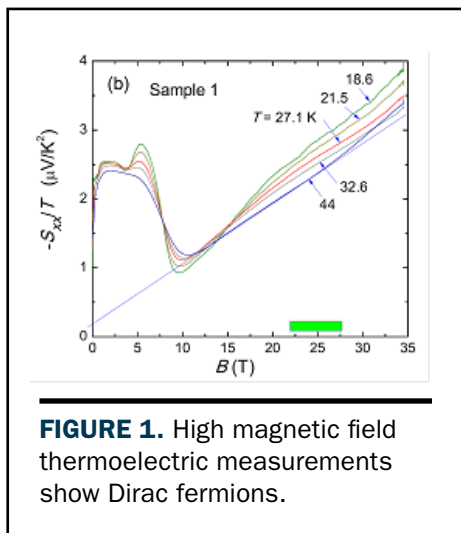 4
(b)
Sample 1
18.6
21.5
T = 27.1 K
3
-Sxx/T (μV/K²)
2
32.6
44
1
0
0 5 10 15 20 25 30 35
B (T)
FIGURE 1. High magnetic field
thermoelectric measurements
show Dirac fermions.